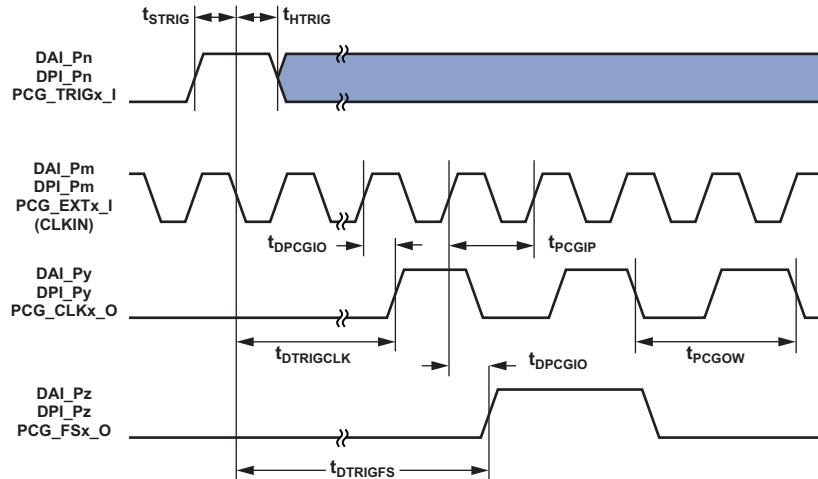 tSTRIG
tHTRIG
DAI_Pn
DPI_Pn
PCG_TRIGx_I
DAI_Pm
DPI_Pm
PCG_EXTx_I
(CLKIN)
tDPCGIO
tPCGIP
DAI_Py
DPI_Py
PCG_CLKx_O
tDTRIGCLK
tDPCGIO
tPCGOW
DAI_Pz
DPI_Pz
PCG_FSx_O
tDTRIGFS